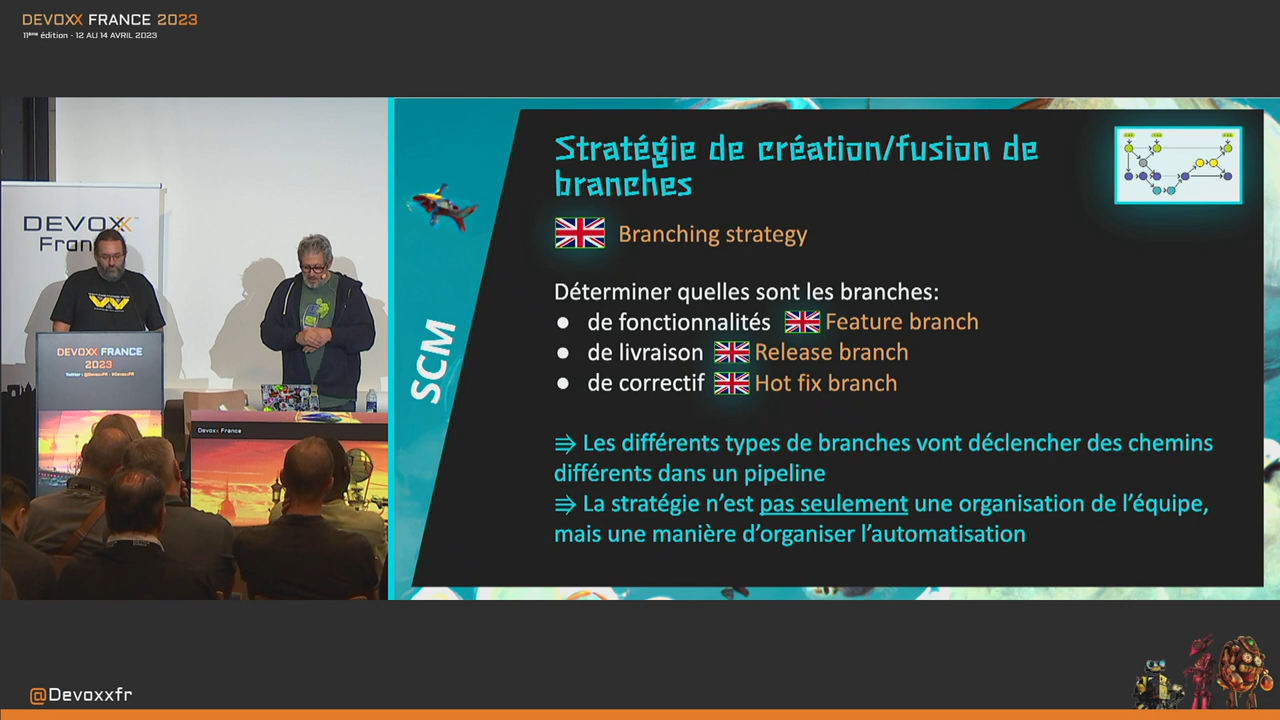 DEVOXX FRANCE 2023
11ème édition - 12 AU 14 AVRIL 2023
DEVOXX
France
DEVOXX FRANCE
2023
Twitter : @DevoxxFR - #DevoxxFR
Devoxx France
SCM
Stratégie de création/fusion de
branches
Branching strategy
Déterminer quelles sont les branches:
● de fonctionnalités Feature branch
● de livraison Release branch
● de correctif Hot fix branch
⇒ Les différents types de branches vont déclencher des chemins
différents dans un pipeline
⇒ La stratégie n’est pas seulement une organisation de l’équipe,
mais une manière d’organiser l’automatisation
@Devoxxfr